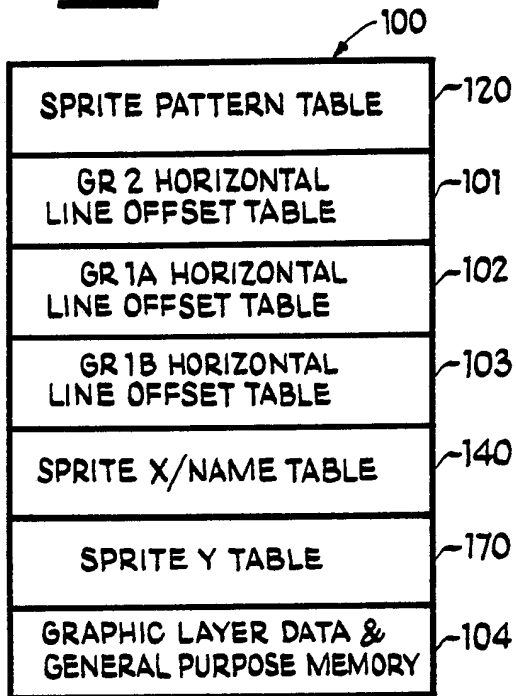 100
SPRITE PATTERN TABLE
120
GR 2 HORIZONTAL
LINE OFFSET TABLE
101
GR 1A HORIZONTAL
LINE OFFSET TABLE
102
GR 1B HORIZONTAL
LINE OFFSET TABLE
103
SPRITE X/NAME TABLE
140
SPRITE Y TABLE
170
GRAPHIC LAYER DATA &
GENERAL PURPOSE MEMORY
104